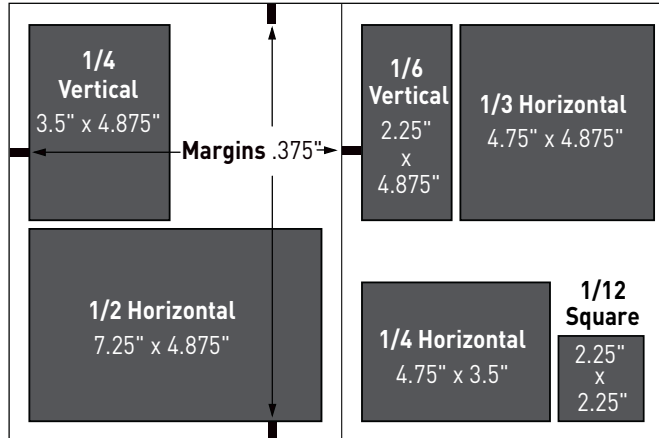 1/4
Vertical
3.5" x 4.875"
Margins .375"
1/2 Horizontal
7.25" x 4.875"
1/6
Vertical
2.25"
x
4.875"
1/3 Horizontal
4.75" x 4.875"
1/4 Horizontal
4.75" x 3.5"
1/12
Square
2.25"
x
2.25"